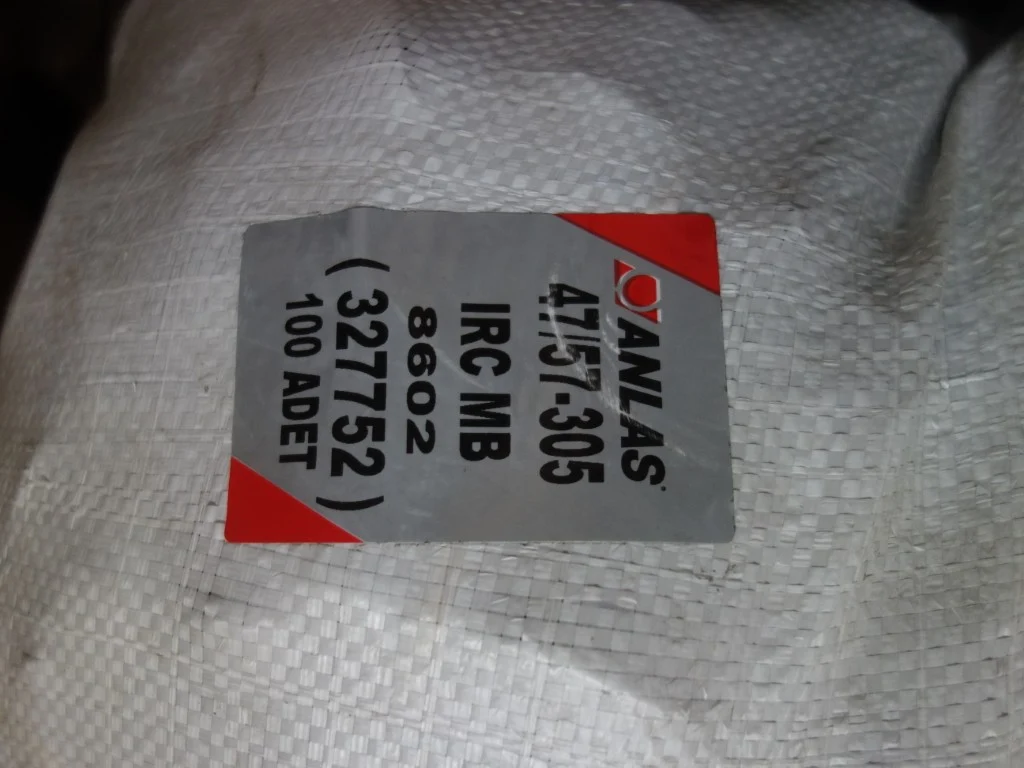 ANLAS
47/57-305
IRC MB
8602
(327752)
100 ADET